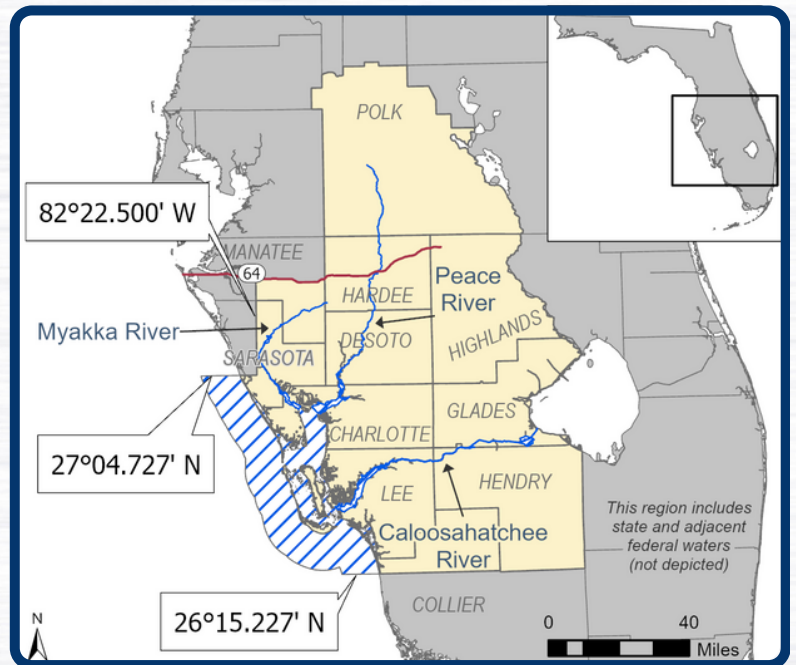 POLK
82°22.500' W
MANATEE
64
HARDEE
Peace
River
Myakka River
DESOTO
HIGHLANDS
SARASOTA
GLADES
27°04.727' N
CHARLOTTE
LEE
HENDRY
This region includes
state and adjacent
federal waters
(not depicted)
Caloosahatchee
River
26°15.227' N
COLLIER
N
0 40
Miles